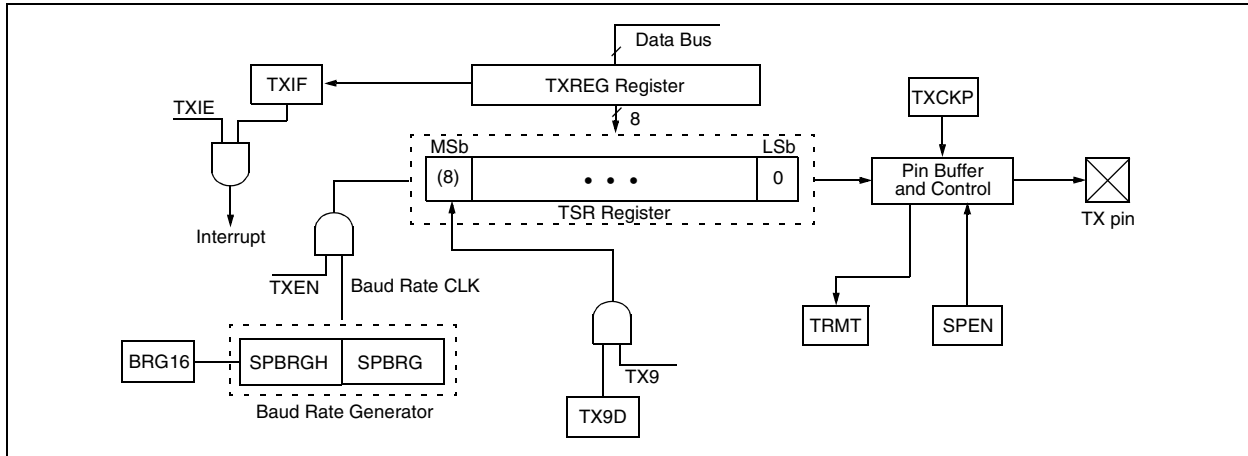 Data Bus
TXIF
TXREG Register
TXIE
8
TXCKP
MSb
LSb
(8)
• • •
0
Pin Buffer
and Control
TSR Register
TX pin
Interrupt
TXEN
Baud Rate CLK
TRMT
SPEN
BRG16
SPBRGH
SPBRG
TX9
Baud Rate Generator
TX9D